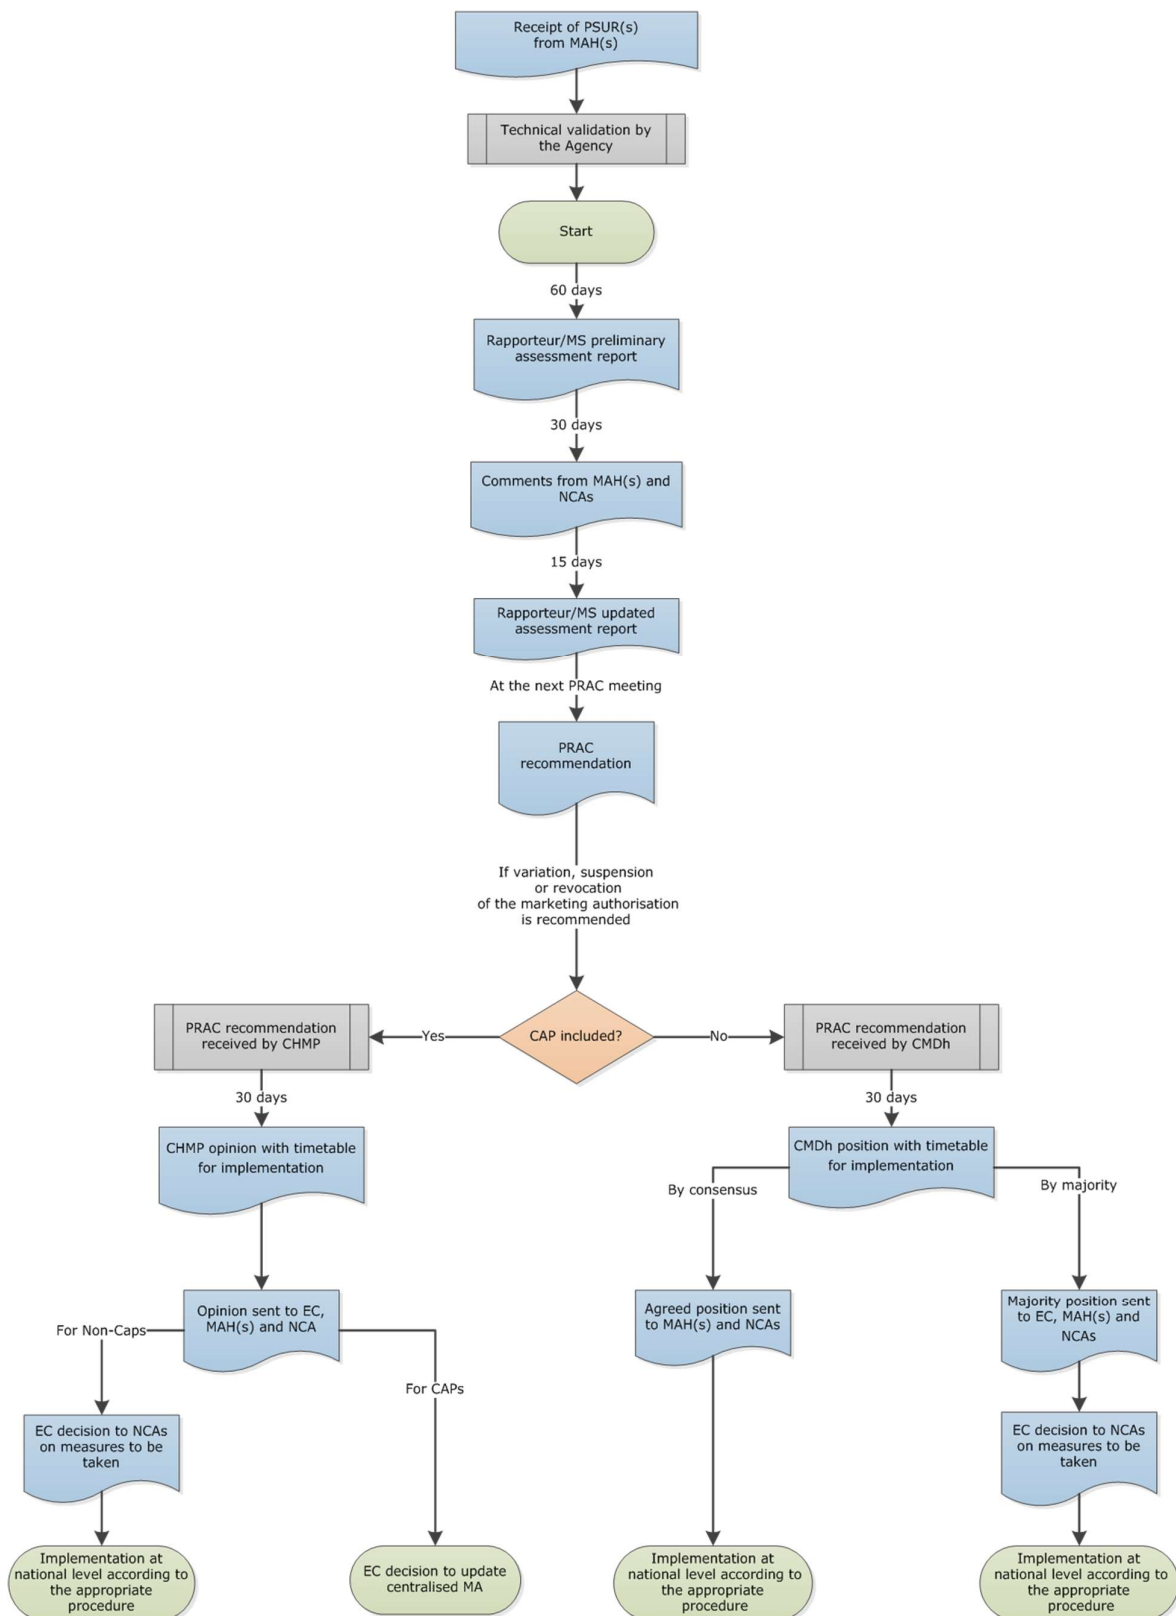 Receipt of PSUR(s)
from MAH(s)
Technical validation by
the Agency
Start
60 days
Rapporteur/MS preliminary
assessment report
30 days
Comments from MAH(s) and
NCAs
15 days
Rapporteur/MS updated
assessment report
At the next PRAC meeting
PRAC
recommendation
If variation, suspension
or revocation
of the marketing authorisation
is recommended
CAP included?
Yes
No
PRAC recommendation
received by CHMP
30 days
CHMP opinion with timetable
for implementation
Opinion sent to EC,
MAH(s) and NCA
For Non-Caps
EC decision to NCAs
on measures to be
taken
Implementation at
national level according to
the appropriate
procedure
For CAPs
EC decision to update
centralised MA
PRAC recommendation
received by CMDh
30 days
CMDh position with timetable
for implementation
By consensus
Agreed position sent
to MAH(s) and NCAs
Implementation at
national level according to
the appropriate
procedure
By majority
Majority position sent
to EC, MAH(s) and
NCAs
EC decision to NCAs
on measures to be
taken
Implementation at
national level according to
the appropriate
procedure